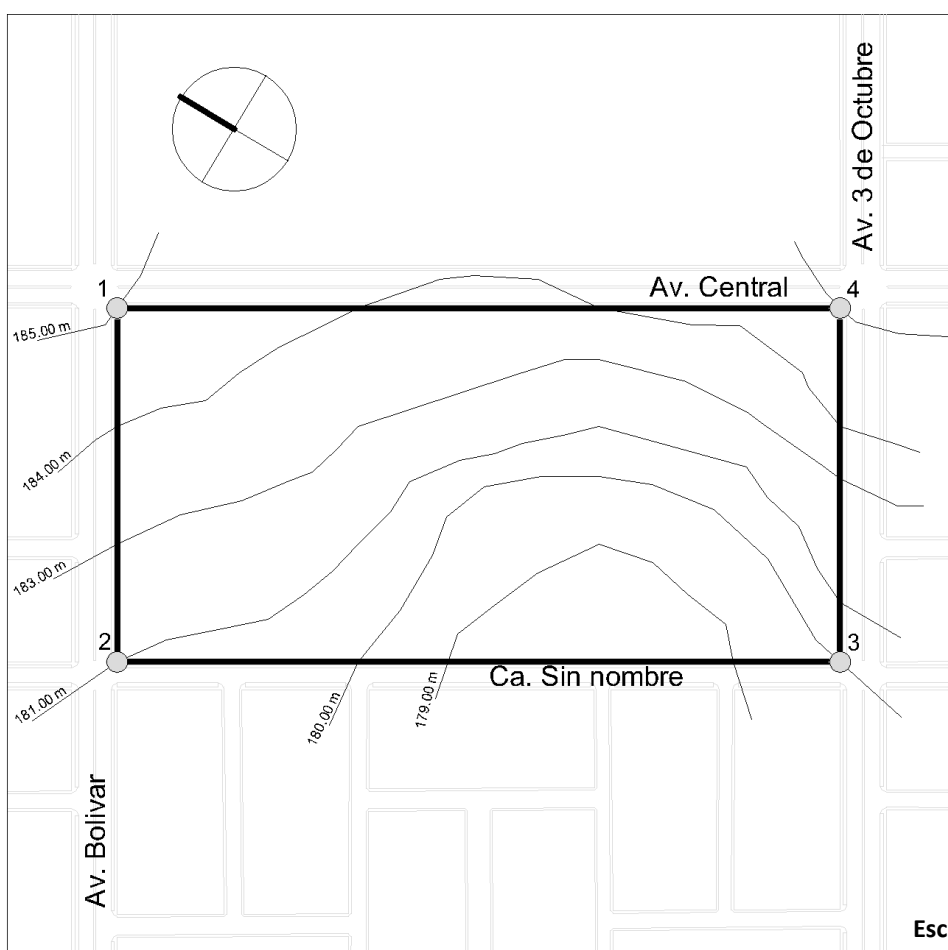 Av. 3 de Octubre
1
Av. Central
4
185.00 m
184.00 m
183.00 m
2
3
Ca. Sin nombre
181.00 m
180.00 m
179.00 m
Av. Bolivar
Esc